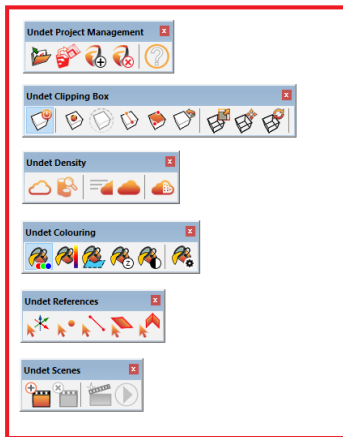 Undet Project Management
Undet Clipping Box
Undet Density
Undet Colouring
Undet References
Undet Scenes